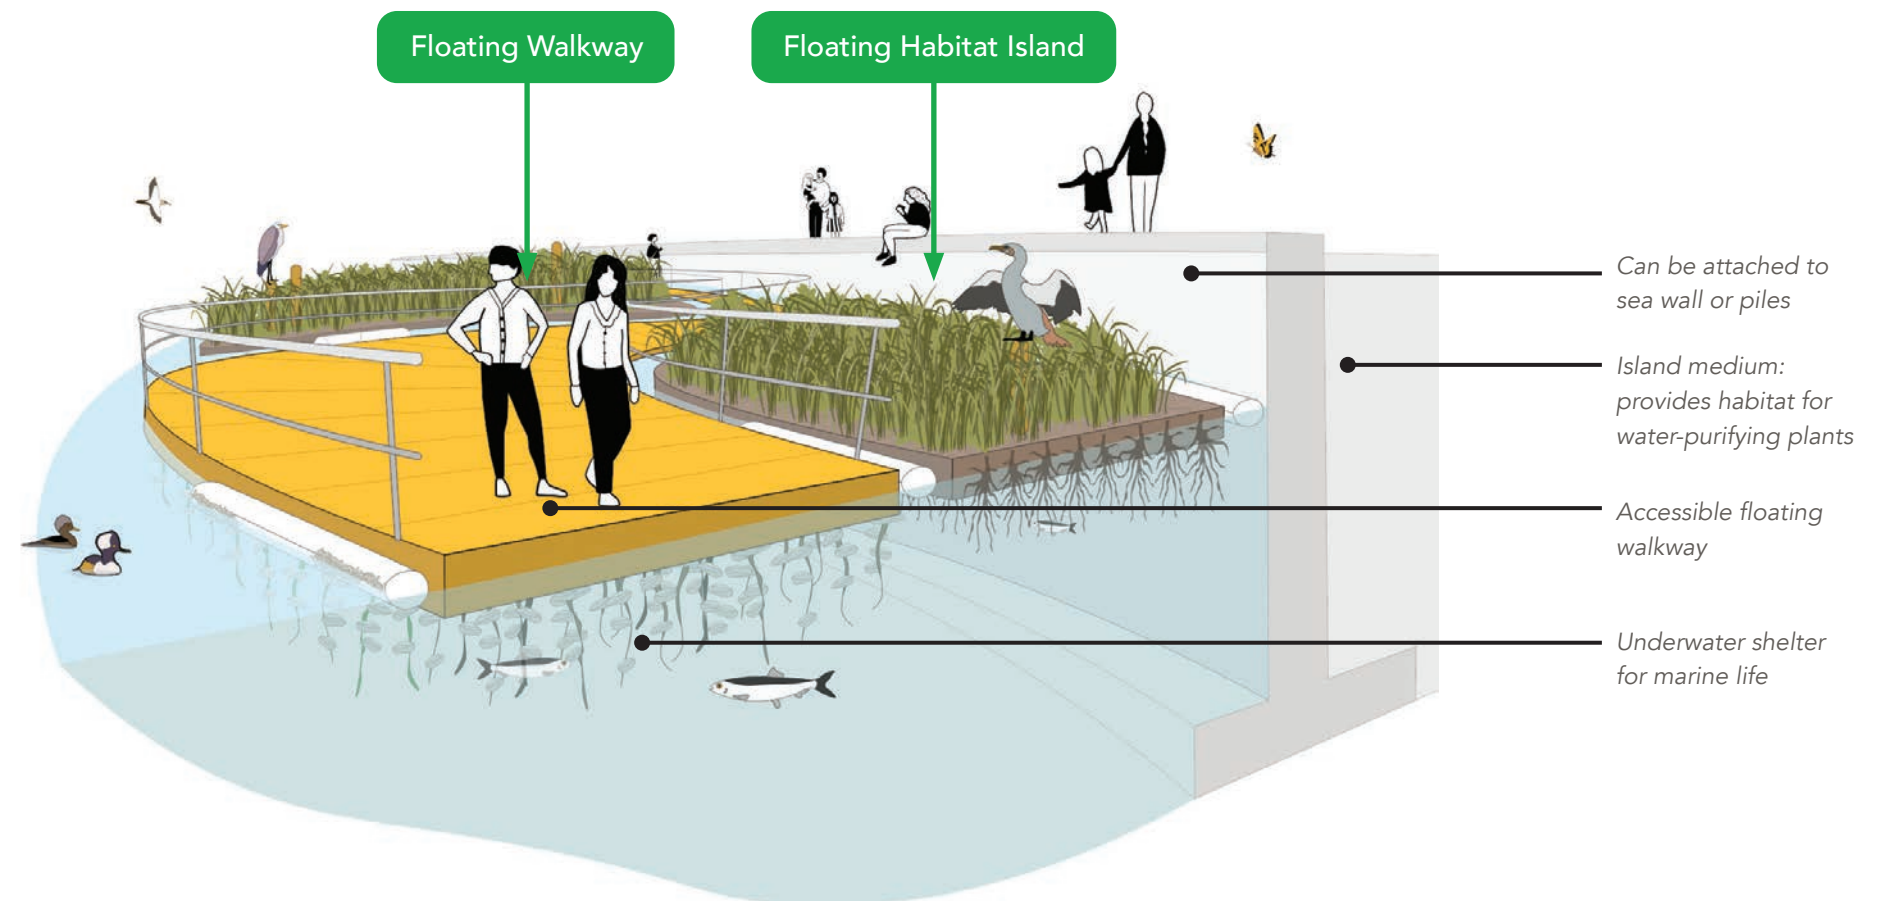 Floating Walkway
Floating Habitat Island
Can be attached to
sea wall or piles
Island medium:
provides habitat for
water-purifying plants
Accessible floating
walkway
Underwater shelter
for marine life